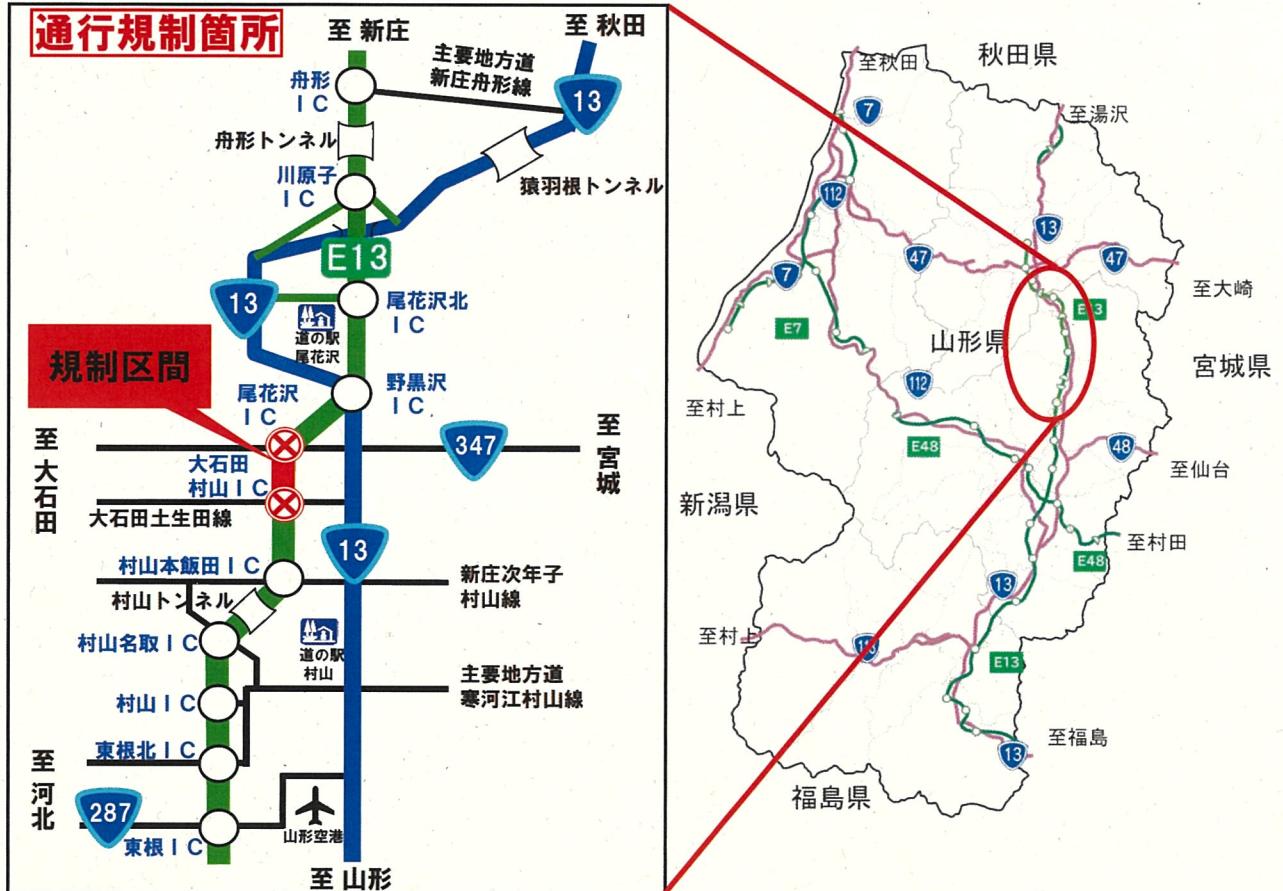 通行規制箇所
至 新庄
至 秋田
主要地方道
新庄舟形線
13
舟形
ＩＣ
舟形トンネル
川原子
ＩＣ
猿羽根トンネル
E13
13
尾花沢北
ＩＣ
道の駅
尾花沢
規制区間
尾花沢
ＩＣ
野黒沢
ＩＣ
至 大石田
347
至 宮城
大石田
村山ＩＣ
大石田土生田線
13
村山本飯田ＩＣ
新庄次年子
村山線
村山トンネル
村山名取ＩＣ
道の駅
村山
主要地方道
寒河江村山線
村山ＩＣ
東根北ＩＣ
至 河北
287
東根ＩＣ
山形空港
至 山形
至秋田
秋田県
7
至湯沢
112
13
47
47
7
至大崎
E7
E13
山形県
宮城県
112
至村上
E48
48
至仙台
新潟県
至村田
E48
13
至村上
113
E13
至福島
13
福島県